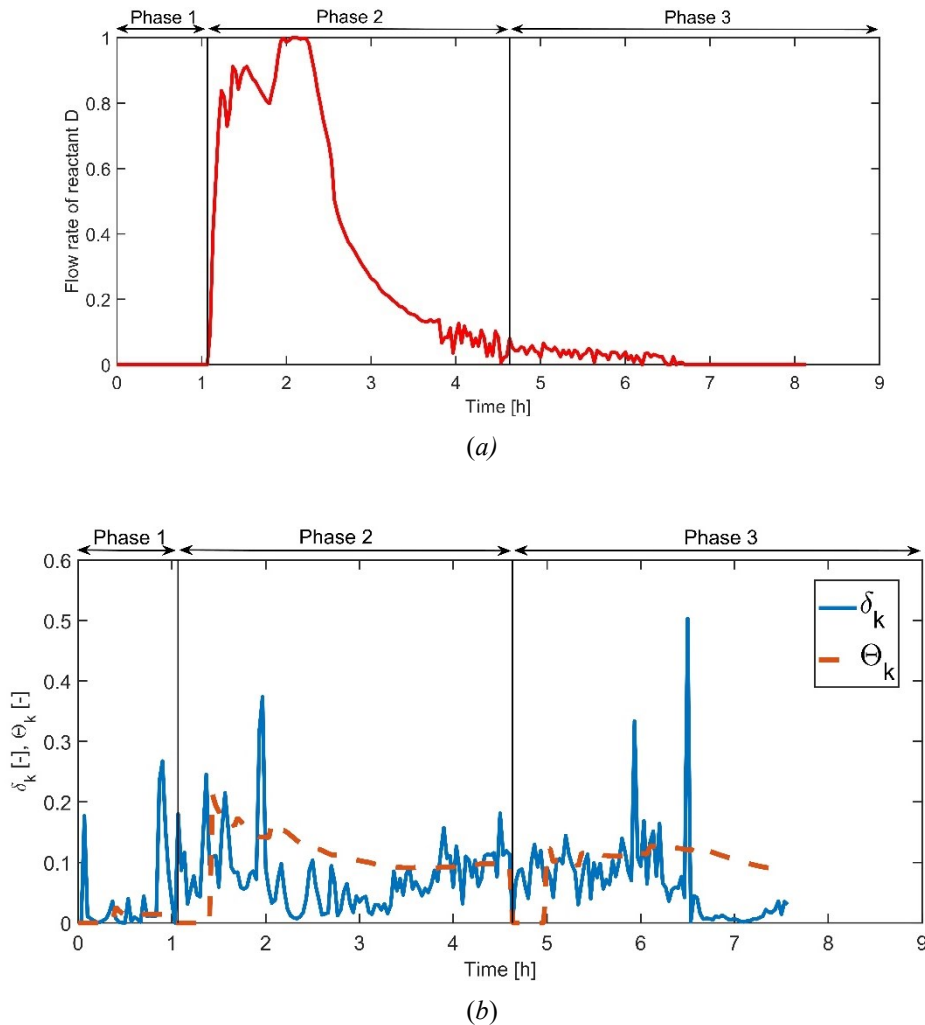 Phase 1 Phase 2 Phase 3
1
0.8
0.6
0.4
0.2
0
Flow rate of reactant D
0 1 2 3 4 5 6 7 8 9
Time [h]
(a)
Phase 1 Phase 2 Phase 3
0.6
0.5
0.4
0.3
0.2
0.1
0
δk [-], Θk [-]
δk
Θk
0 1 2 3 4 5 6 7 8 9
Time [h]
(b)